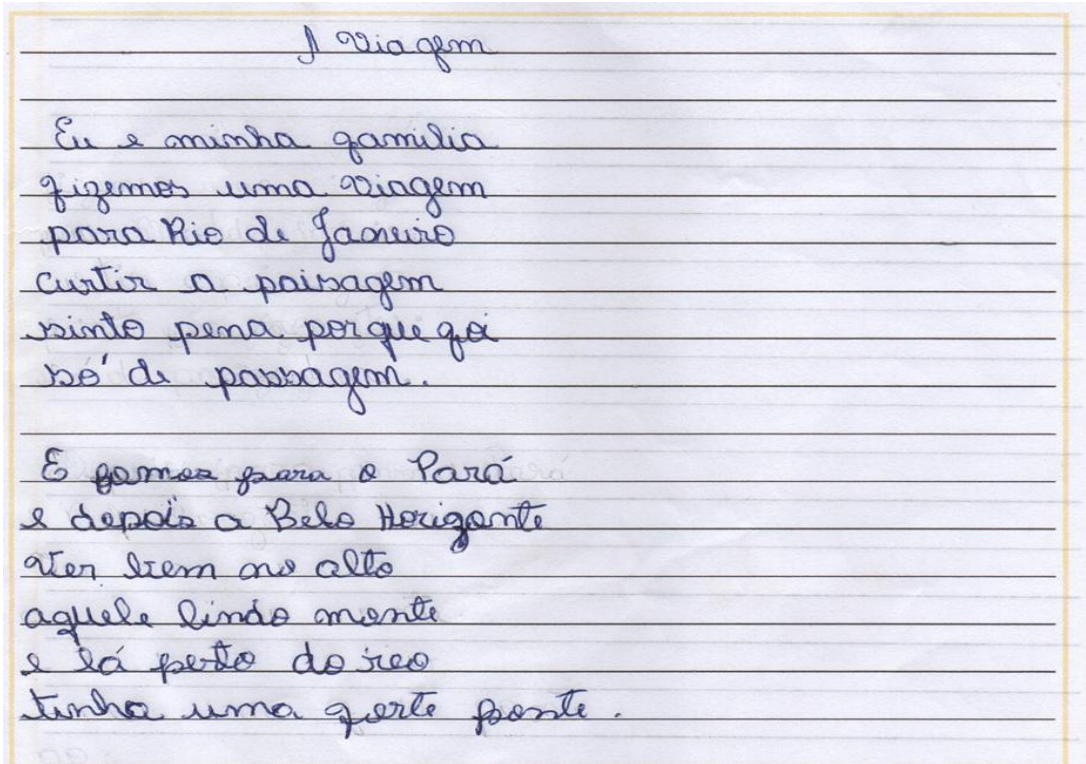 A Viagem
Eu e minha familia
fizemos uma Viagem
para Rio de Janeiro
curtir a paisagem
sinto pena porque foi
só de passagem.
E fomos para o Pará
e depois a Belo Horizonte
Ver bem no alto
aquele lindo monte
e lá perto do rio
tinha uma forte ponte.